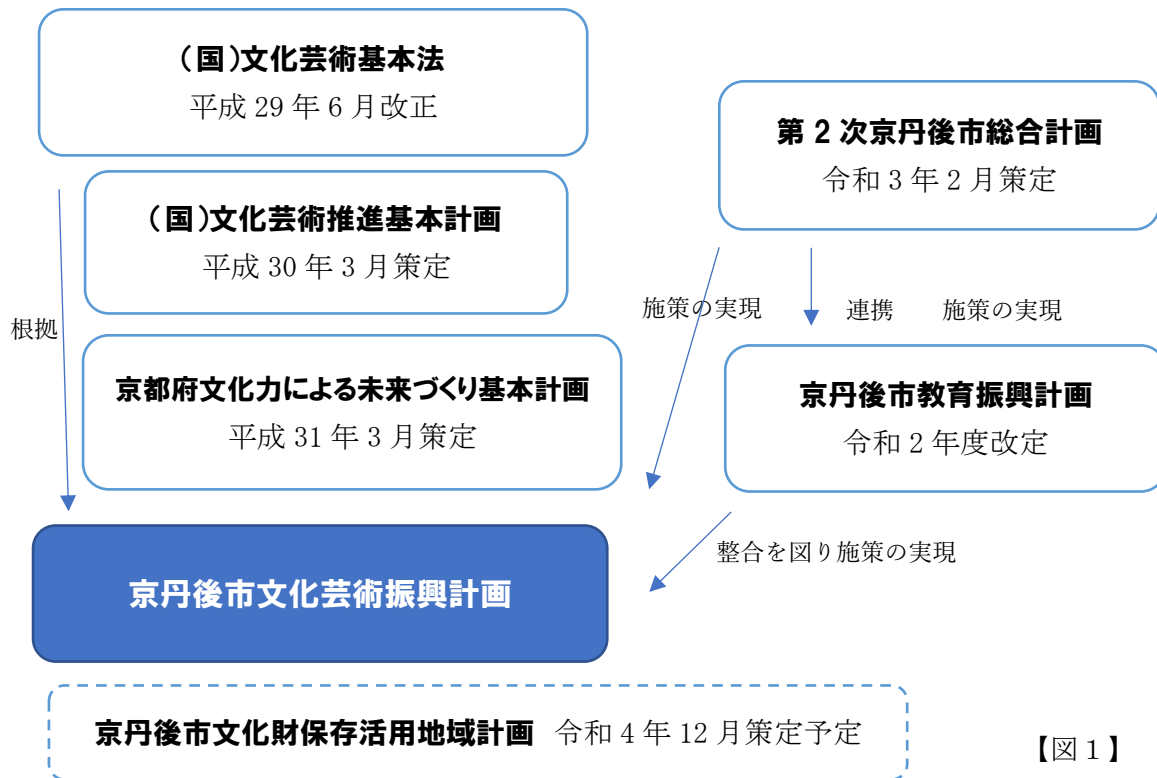 （国）文化芸術基本法
平成 29 年 6 月改正
（国）文化芸術推進基本計画
平成 30 年 3 月策定
根拠
京都府文化力による未来づくり基本計画
平成 31 年 3 月策定
第 2 次京丹後市総合計画
令和 3 年 2 月策定
施策の実現
連携　施策の実現
京丹後市教育振興計画
令和 2 年度改定
整合を図り施策の実現
京丹後市文化芸術振興計画
京丹後市文化財保存活用地域計画 令和 4 年 12 月策定予定
【図１】